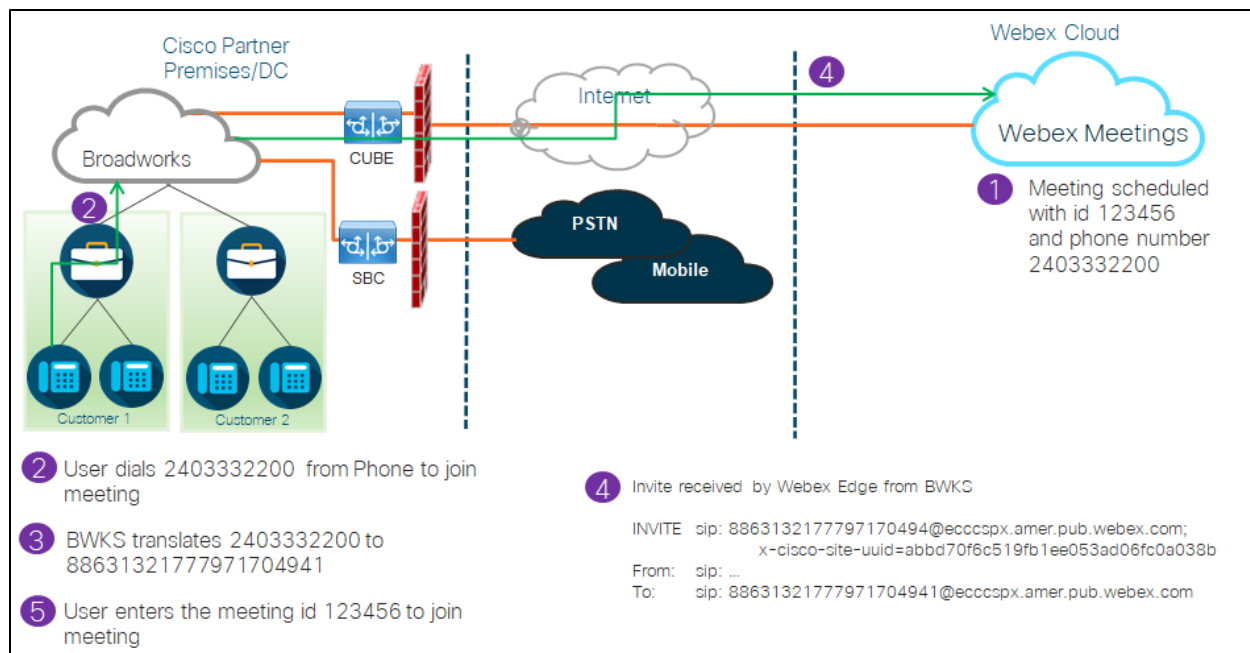 Cisco Partner
Premises/DC
Webex Cloud
4
Internet
Broadworks
CUBE
Webex Meetings
2
1 Meeting scheduled
with id 123456
and phone number
2403332200
PSTN
SBC
Mobile
Customer 1
Customer 2
2 User dials 2403332200 from Phone to join
meeting
3 BWKS translates 2403332200 to
88631321777971704941
5 User enters the meeting id 123456 to join
meeting
4 Invite received by Webex Edge from BWKS
INVITE sip: 8863132177797170494@ecccspx.amer.pub.webex.com;
x-cisco-site-uuid=abbd70f6c519fb1ee053ad06fc0a038b
From: sip: ...
To: sip: 88631321777971704941@ecccspx.amer.pub.webex.com